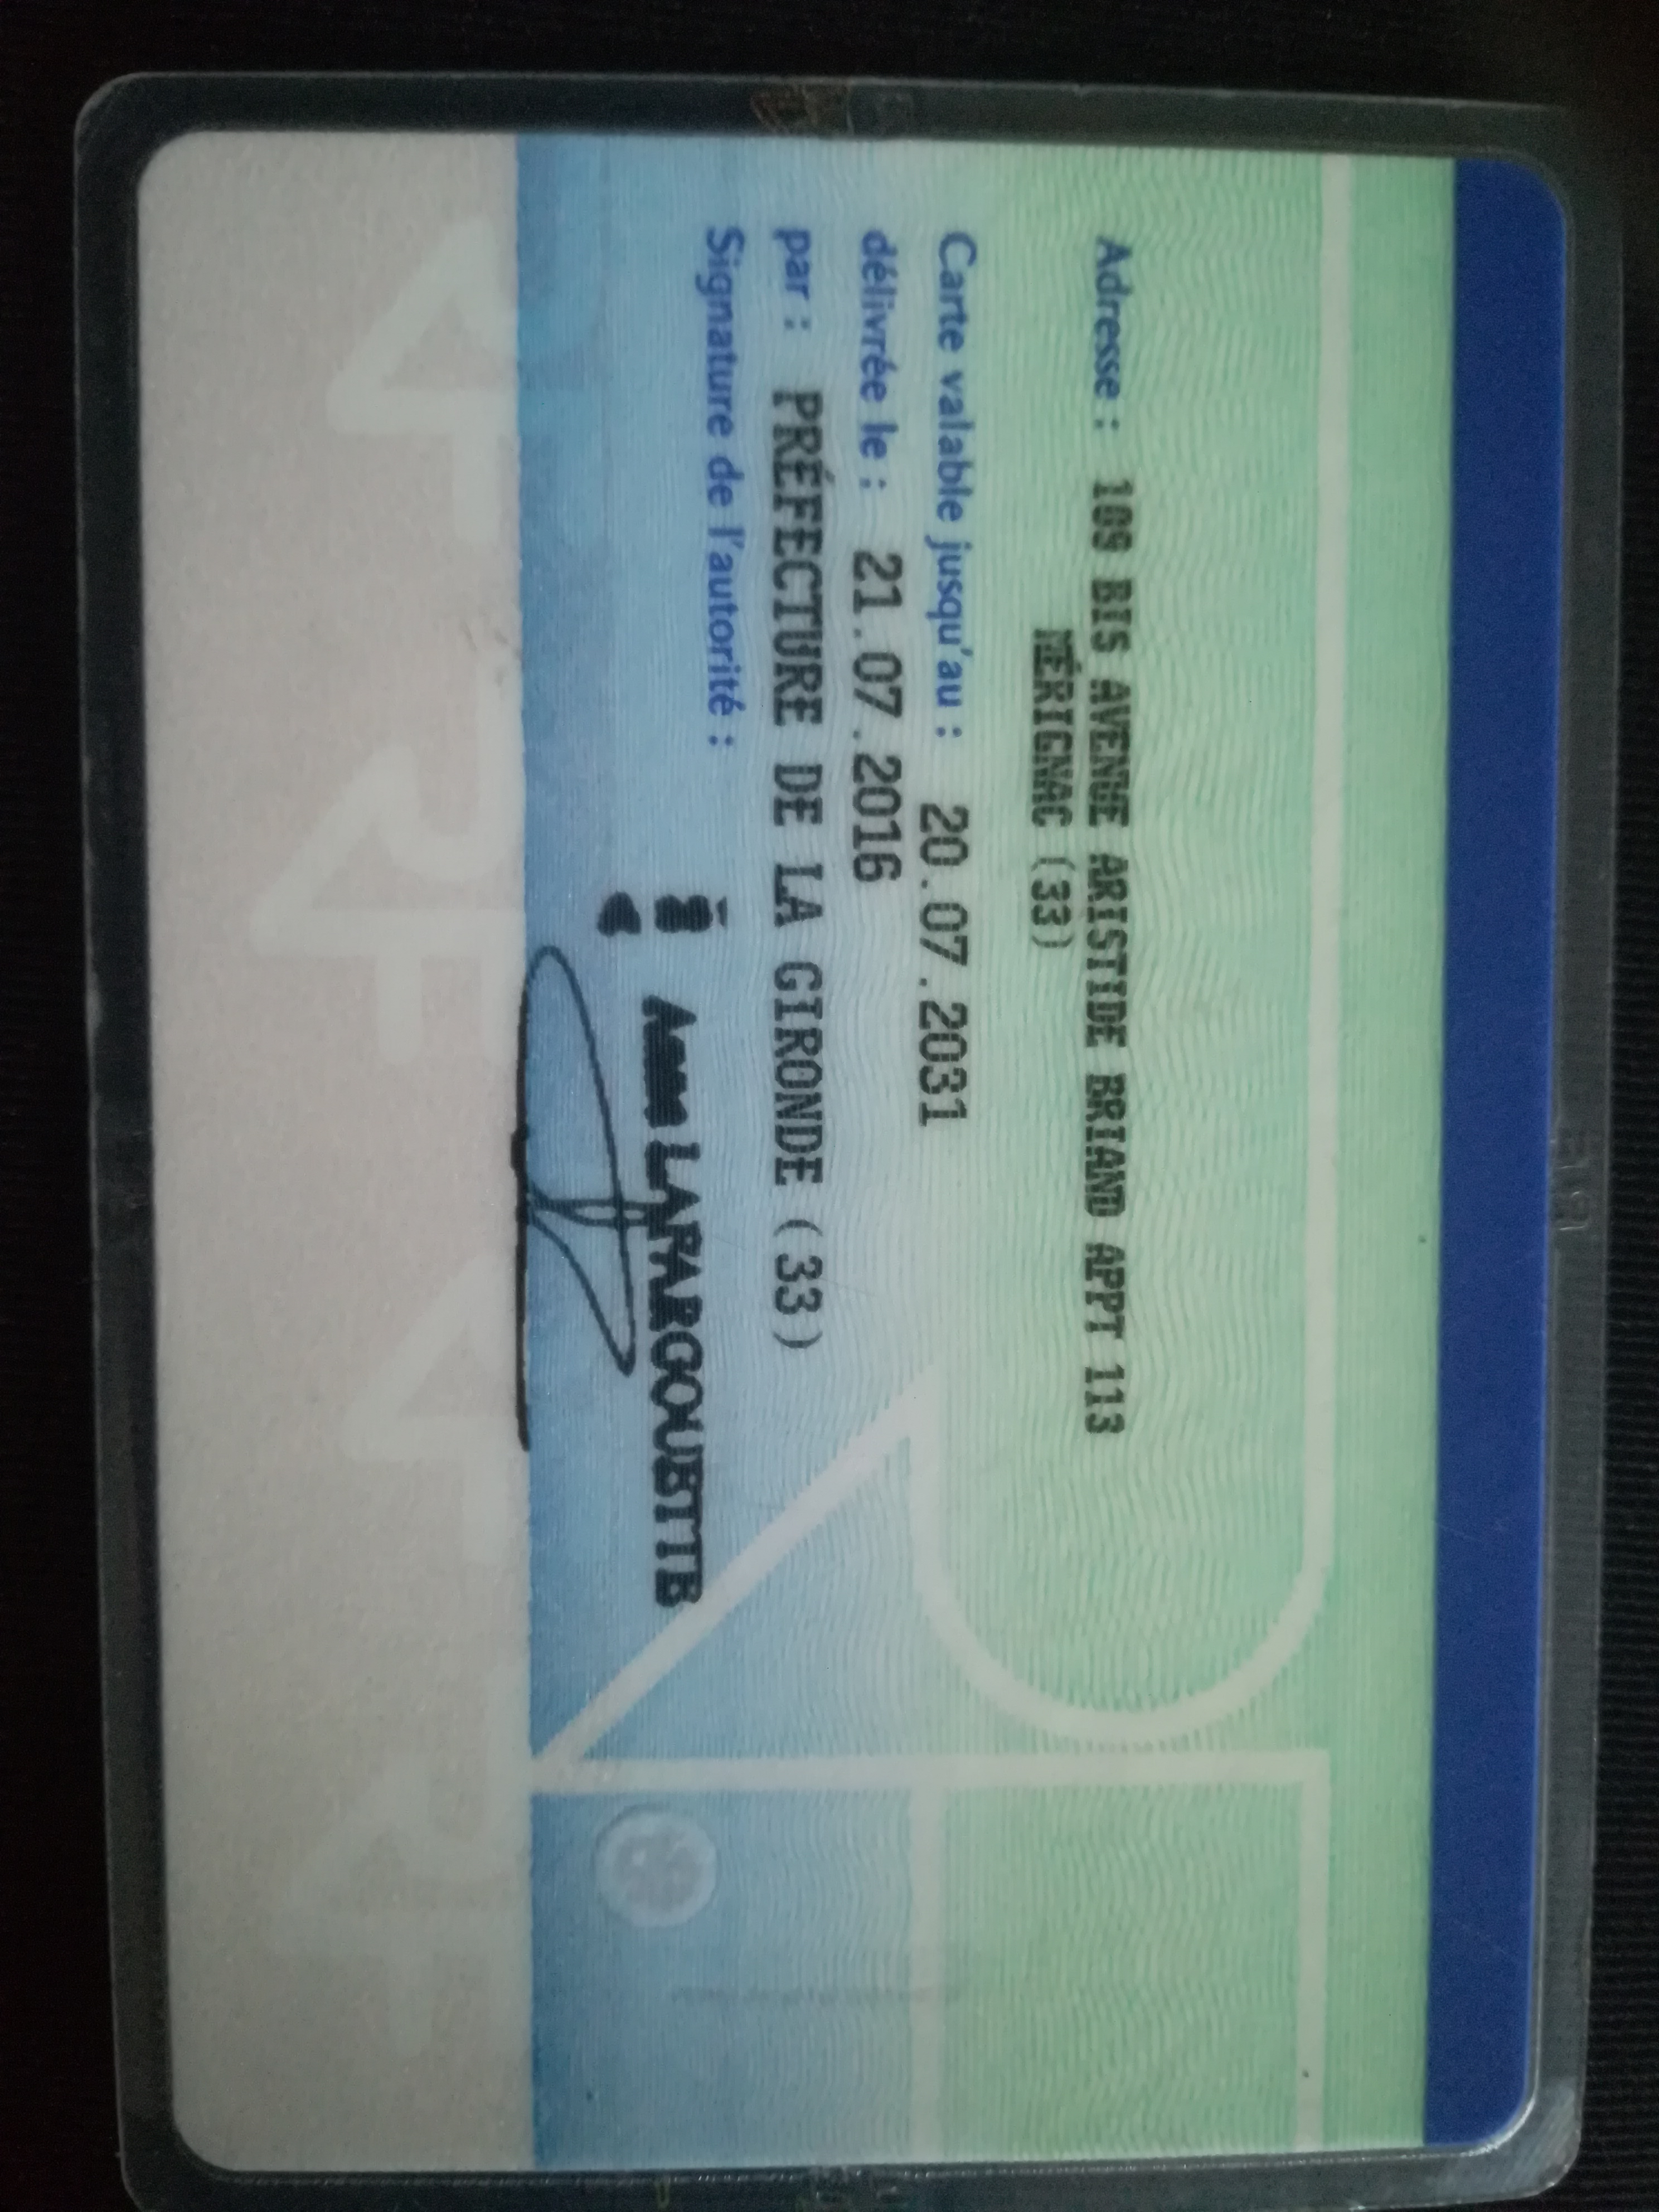 Adresse : 109 BIS AVENUE ARISTIDE BRIAND APPT 113
MÉRIGNAC (33)
Carte valable jusqu'au : 20.07.2031
délivrée le : 21.07.2016
par : PRÉFECTURE DE LA GIRONDE (33)
Signature de l'autorité :
RF